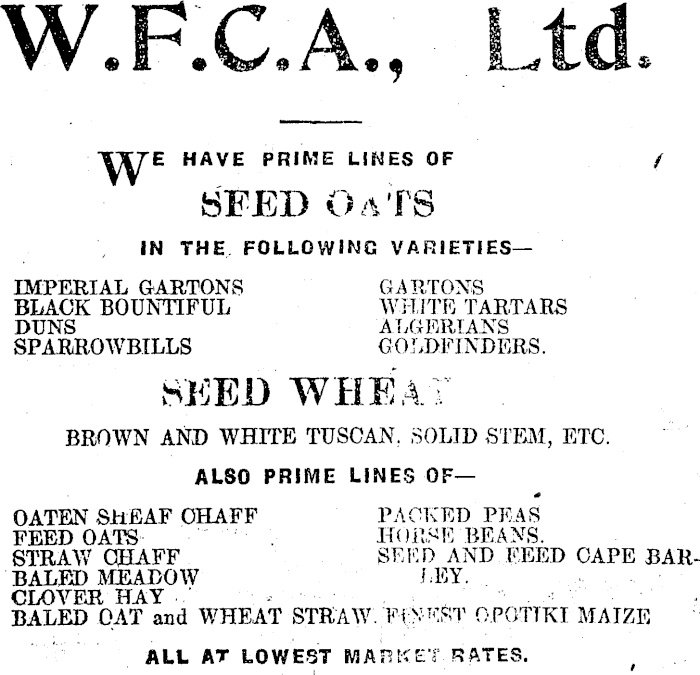 W.F.C.A., Ltd.
WE HAVE PRIME LINES OF
SEED OATS
IN THE FOLLOWING VARIETIES—
IMPERIAL GARTONS
BLACK BOUNTIFUL
DUNS
SPARROWBILLS
GARTONS
WHITE TARTARS
ALGERIANS
GOLDFINDERS.
SEED WHEAT
BROWN AND WHITE TUSCAN, SOLID STEM, ETC.
ALSO PRIME LINES OF—
OATEN SHEAF CHAFF
FEED OATS
STRAW CHAFF
BALED MEADOW
CLOVER HAY
PACKED PEAS
HORSE BEANS.
SEED AND FEED CAPE BAR-
LEY.
BALED OAT and WHEAT STRAW. FINEST OPOTIKI MAIZE
ALL AT LOWEST MARKET RATES.